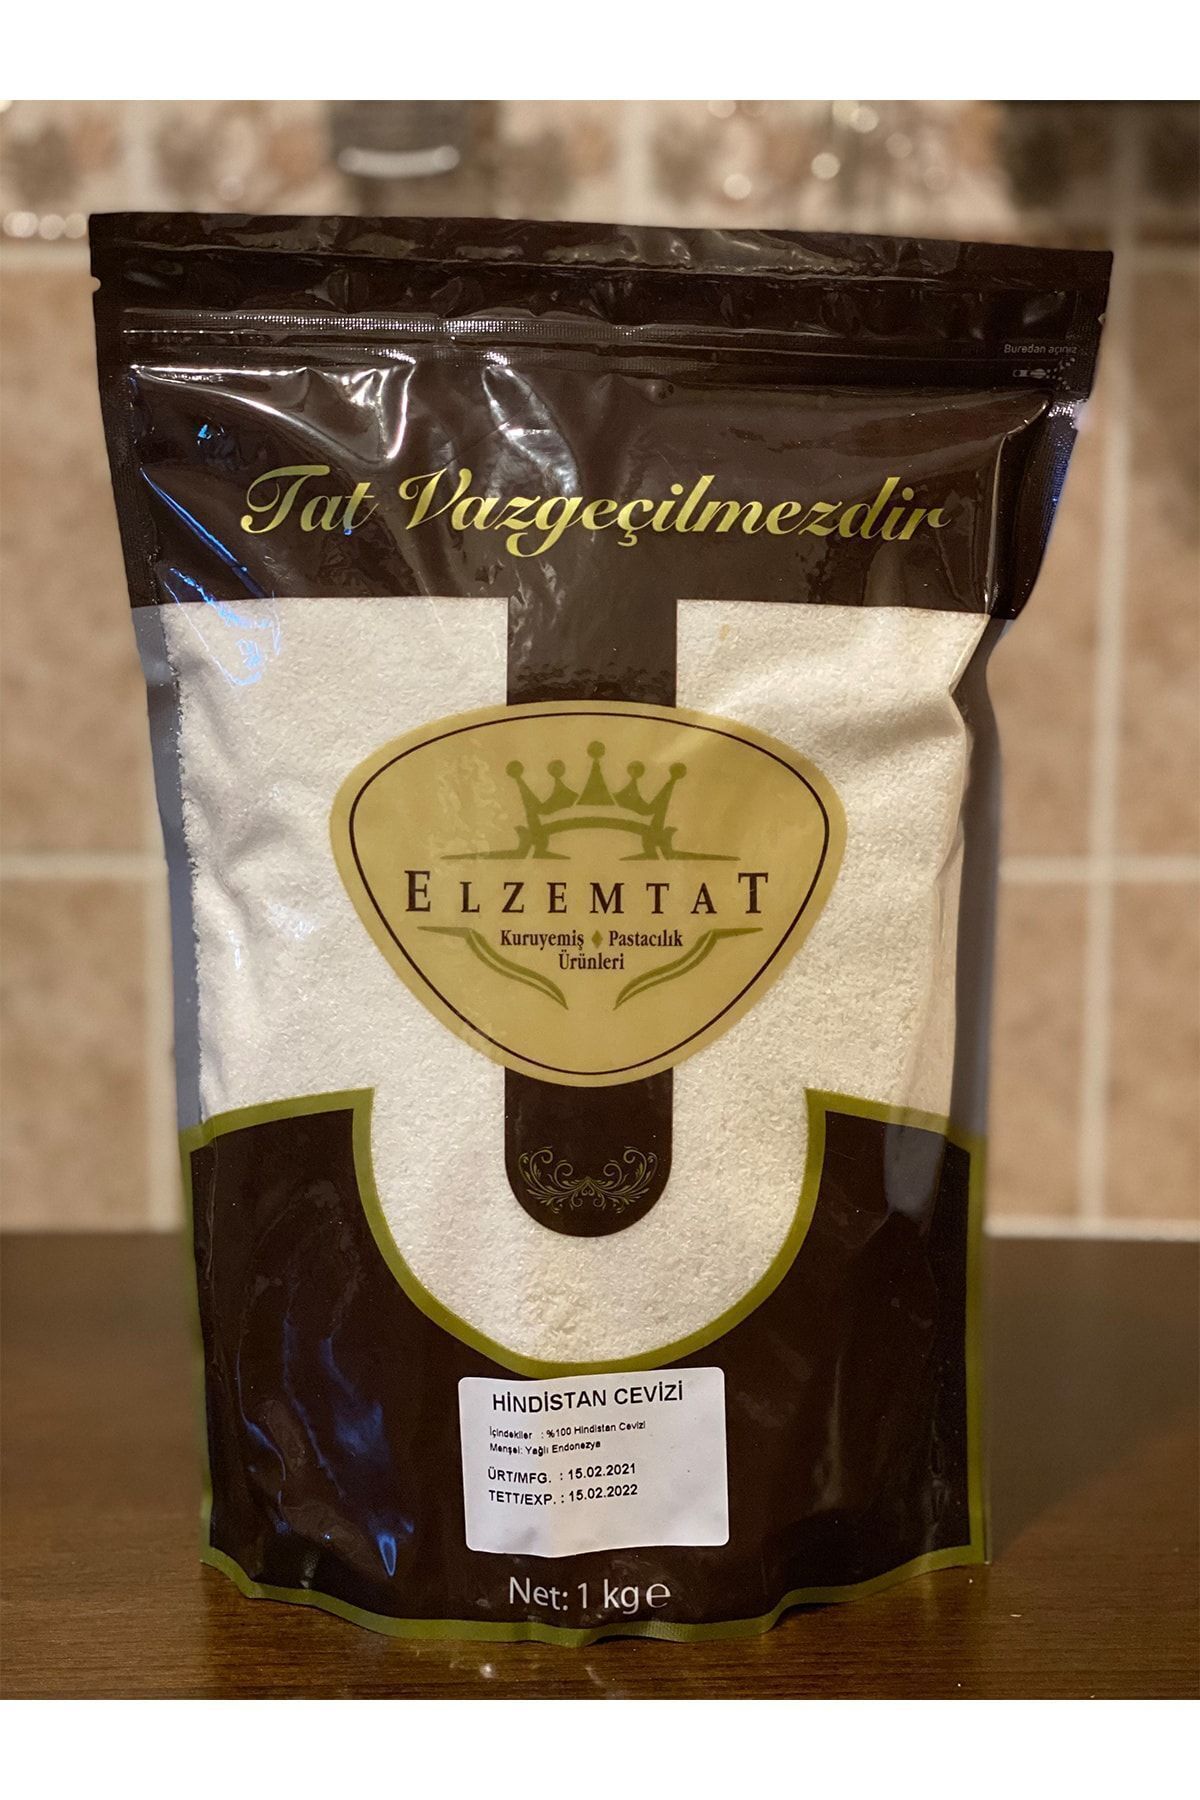 Buradan açınız
Tat Vazgeçilmezdir
ELZEMTAT
Kuruyemiş ♦ Pastacılık
Ürünleri
HİNDİSTAN CEVİZİ
İçindekiler : %100 Hindistan Cevizi
Menşei: Yağlı Endonezya
ÜRT/MFG. : 15.02.2021
TETT/EXP. : 15.02.2022
Net: 1 kg ℮